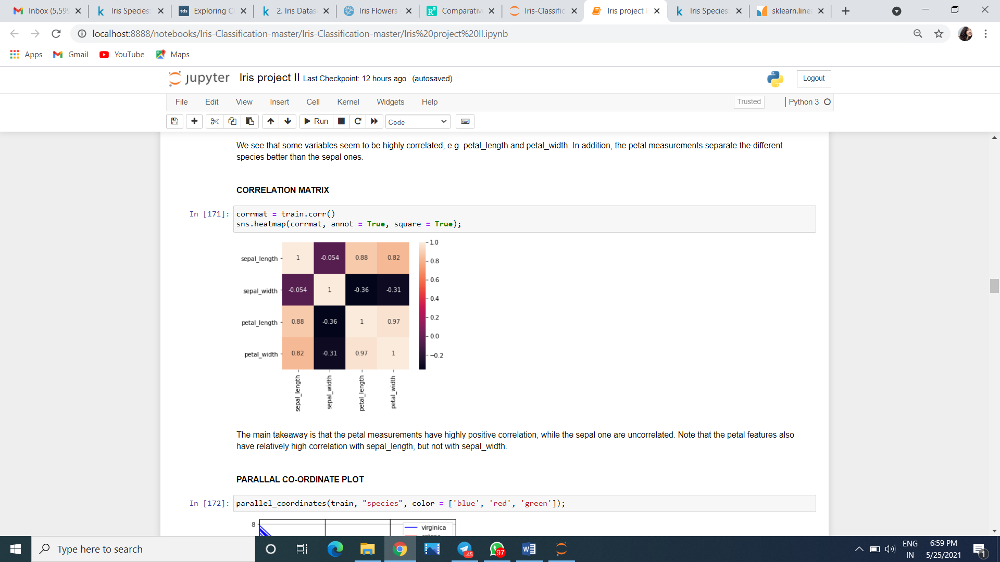 Inbox (5,599
Iris Species:
tds Exploring Cl
2. Iris Datas
Iris Flowers
Comparative
Iris-Classific
Iris project I
Iris Species:
sklearn.line
localhost:8888/notebooks/Iris-Classification-master/Iris-Classification-master/Iris%20project%20II.ipynb
Apps Gmail YouTube Maps
jupyter Iris project II Last Checkpoint: 12 hours ago (autosaved)
Logout
File Edit View Insert Cell Kernel Widgets Help
Trusted Python 3
Run Code
We see that some variables seem to be highly correlated, e.g. petal_length and petal_width. In addition, the petal measurements separate the different
species better than the sepal ones.
CORRELATION MATRIX
In [171]: corrmat = train.corr()
sns.heatmap(corrmat, annot = True, square = True);
sepal_length 1 -0.054 0.88 0.82
sepal_width -0.054 1 -0.36 -0.31
petal_length 0.88 -0.36 1 0.97
petal_width 0.82 -0.31 0.97 1
sepal_length sepal_width petal_length petal_width
1.0
0.8
0.6
0.4
0.2
0.0
−0.2
The main takeaway is that the petal measurements have highly positive correlation, while the sepal one are uncorrelated. Note that the petal features also
have relatively high correlation with sepal_length, but not with sepal_width.
PARALLAL CO-ORDINATE PLOT
In [172]: parallel_coordinates(train, "species", color = ['blue', 'red', 'green']);
8
virginica
setosa
Type here to search
45
97
ENG
IN
6:59 PM
5/25/2021
1